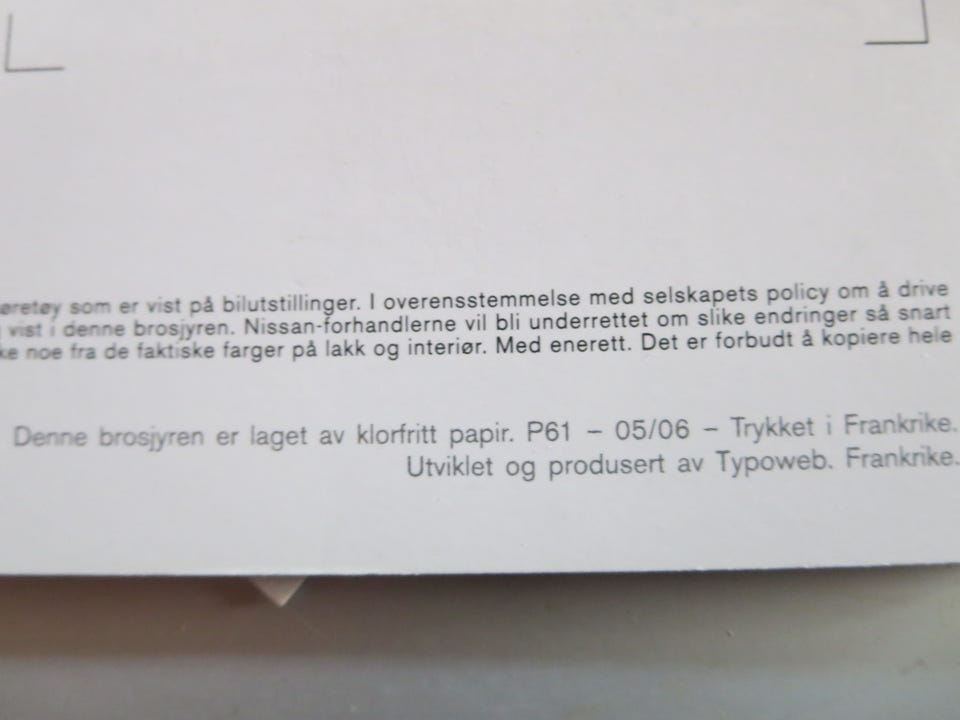 øretøy som er vist på bilutstillinger. I overensstemmelse med selskapets policy om å drive
vist i denne brosjyren. Nissan-forhandlerne vil bli underrettet om slike endringer så snart
ke noe fra de faktiske farger på lakk og interiør. Med enerett. Det er forbudt å kopiere hele
Denne brosjyren er laget av klorfritt papir. P61 – 05/06 – Trykket i Frankrike.
Utviklet og produsert av Typoweb. Frankrike.